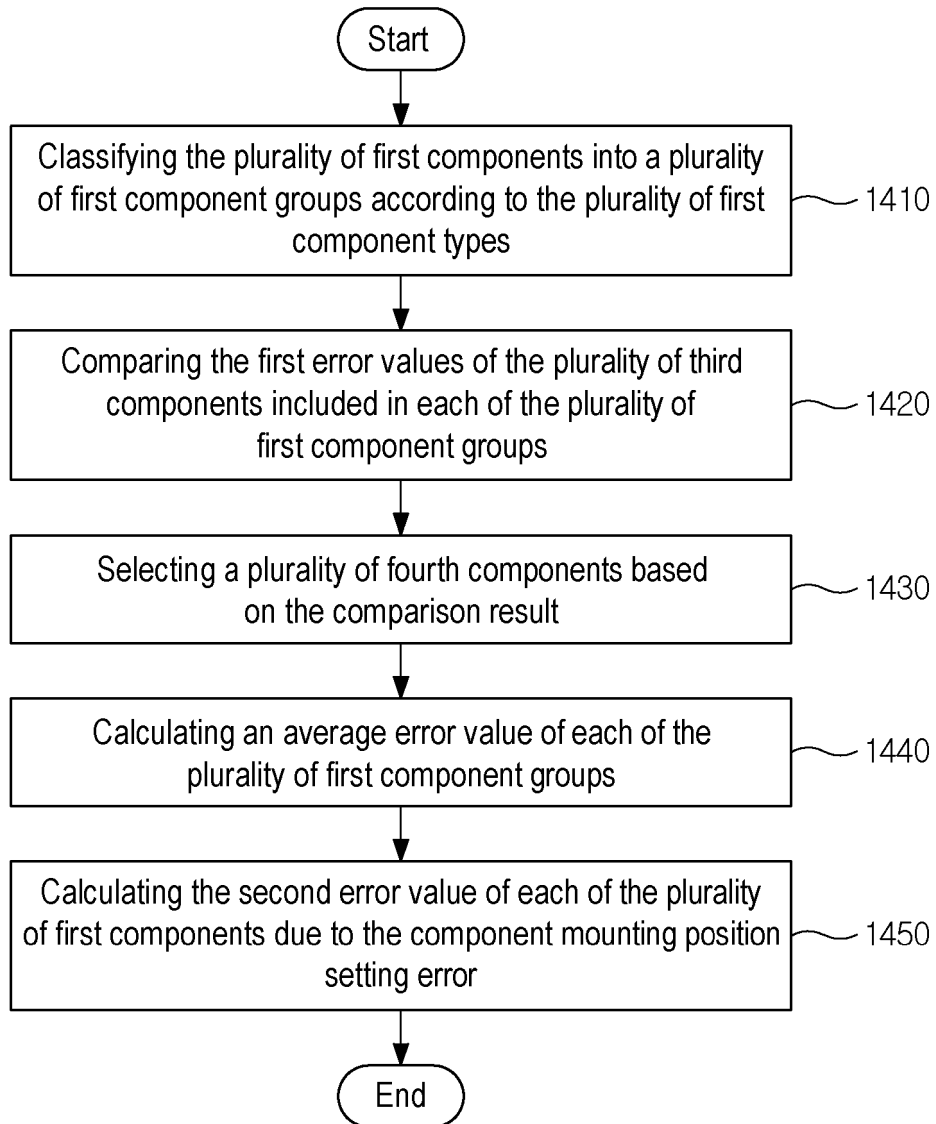 Start
Classifying the plurality of first components into a plurality
of first component groups according to the plurality of first
component types
1410
Comparing the first error values of the plurality of third
components included in each of the plurality of
first component groups
1420
Selecting a plurality of fourth components based
on the comparison result
1430
Calculating an average error value of each of the
plurality of first component groups
1440
Calculating the second error value of each of the plurality
of first components due to the component mounting position
setting error
1450
End